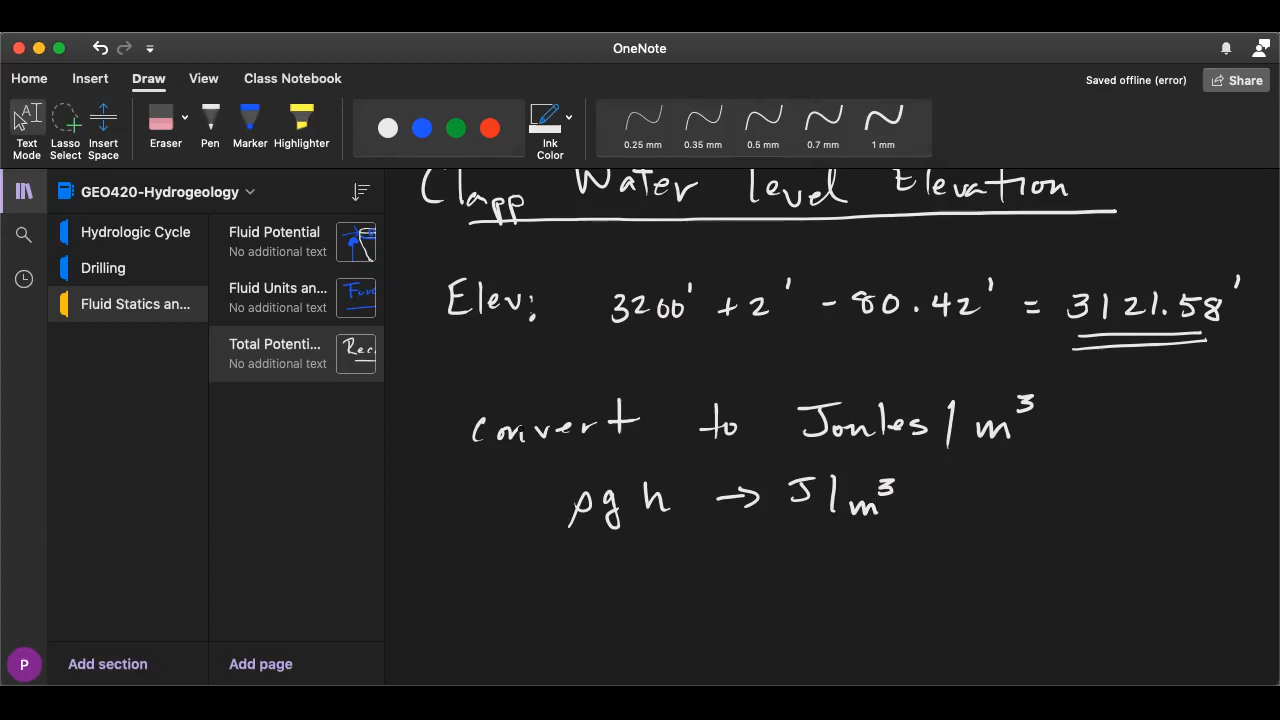 OneNote
Home Insert Draw View Class Notebook
Saved offline (error)
Share
Text Mode
Lasso Select
Insert Space
Eraser
Pen
Marker
Highlighter
Ink Color
0.25 mm
0.35 mm
0.5 mm
0.7 mm
1 mm
GEO420-Hydrogeology
Hydrologic Cycle
Drilling
Fluid Statics an...
Fluid Potential
No additional text
Fluid Units an...
No additional text
Total Potenti...
No additional text
Rec
Add section
Add page
P
Clapp Water level Elevation
Elev: 3200' + 2' - 80.42' = 3121.58'
convert to Joules/m³
ρgh → J/m³